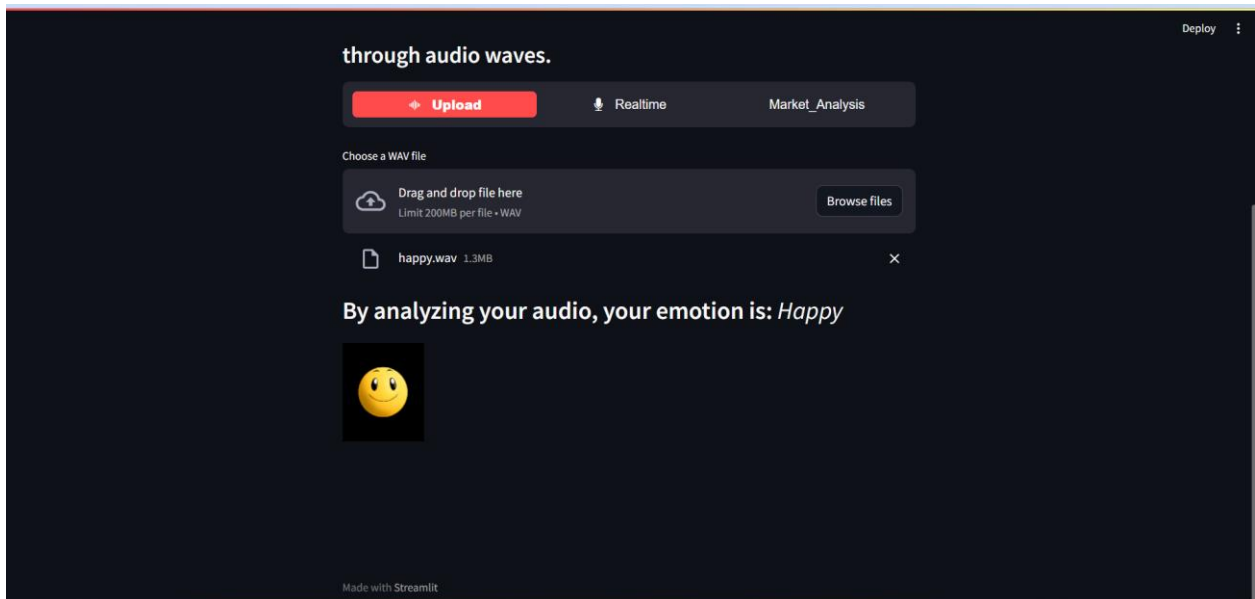 Deploy
through audio waves.
Upload Realtime Market_Analysis
Choose a WAV file
Drag and drop file here
Limit 200MB per file • WAV
Browse files
happy.wav 1.3MB
By analyzing your audio, your emotion is: Happy
Made with Streamlit